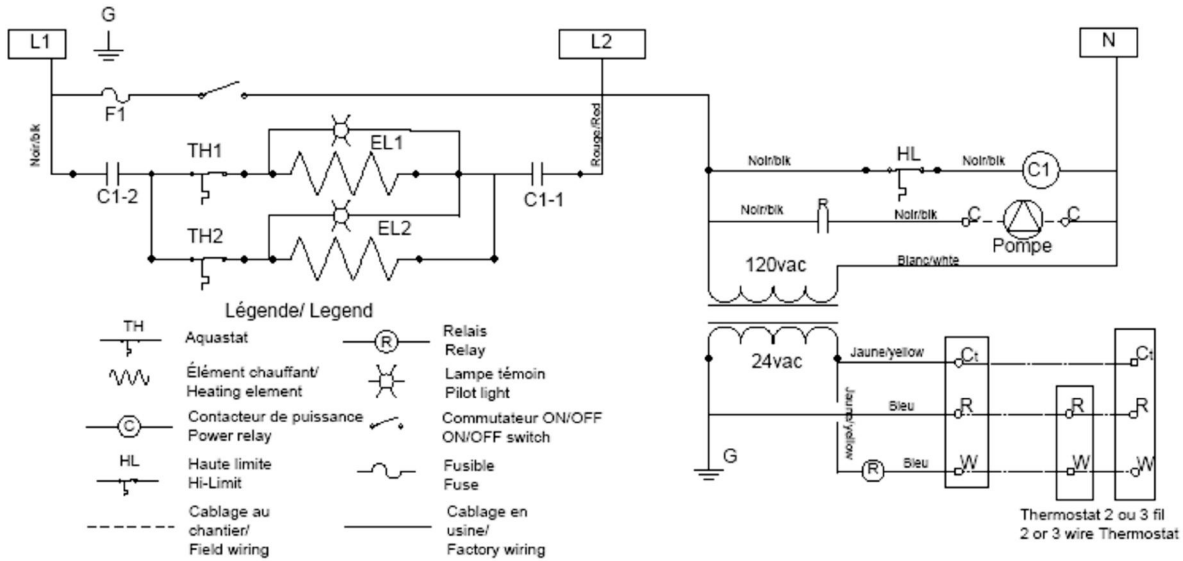 G
L1
L2
N
F1
Noir/blk
Rouge/Red
TH1
EL1
C1-2
C1-1
TH2
EL2
Noir/blk
HL
Noir/blk
C1
Noir/blk
R
Noir/blk
C
C
Pompe
120vac
Blanc/whte
24vac
Jaune/yellow
Ct
Ct
Jaune/yellow
Bleu
R
R
R
G
R
Bleu
W
W
W
Thermostat 2 ou 3 fil
2 or 3 wire Thermostat
Légende/ Legend
TH
Aquastat
R
Relais
Relay
Élément chauffant/
Heating element
Lampe témoin
Pilot light
C
Contacteur de puissance
Power relay
Commutateur ON/OFF
ON/OFF switch
HL
Haute limite
Hi-Limit
Fusible
Fuse
Cablage au
chantier/
Field wiring
Cablage en
usine/
Factory wiring